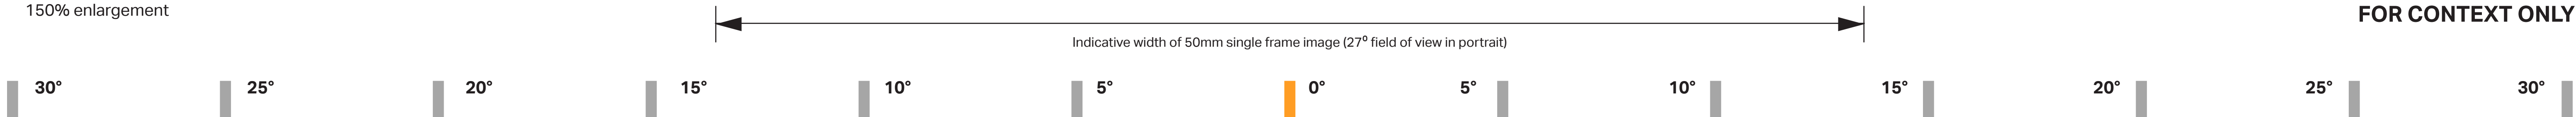 150% enlargement
FOR CONTEXT ONLY
Indicative width of 50mm single frame image (27° field of view in portrait)
30° 25° 20° 15° 10° 5° 0° 5° 10° 15° 20° 25° 30°